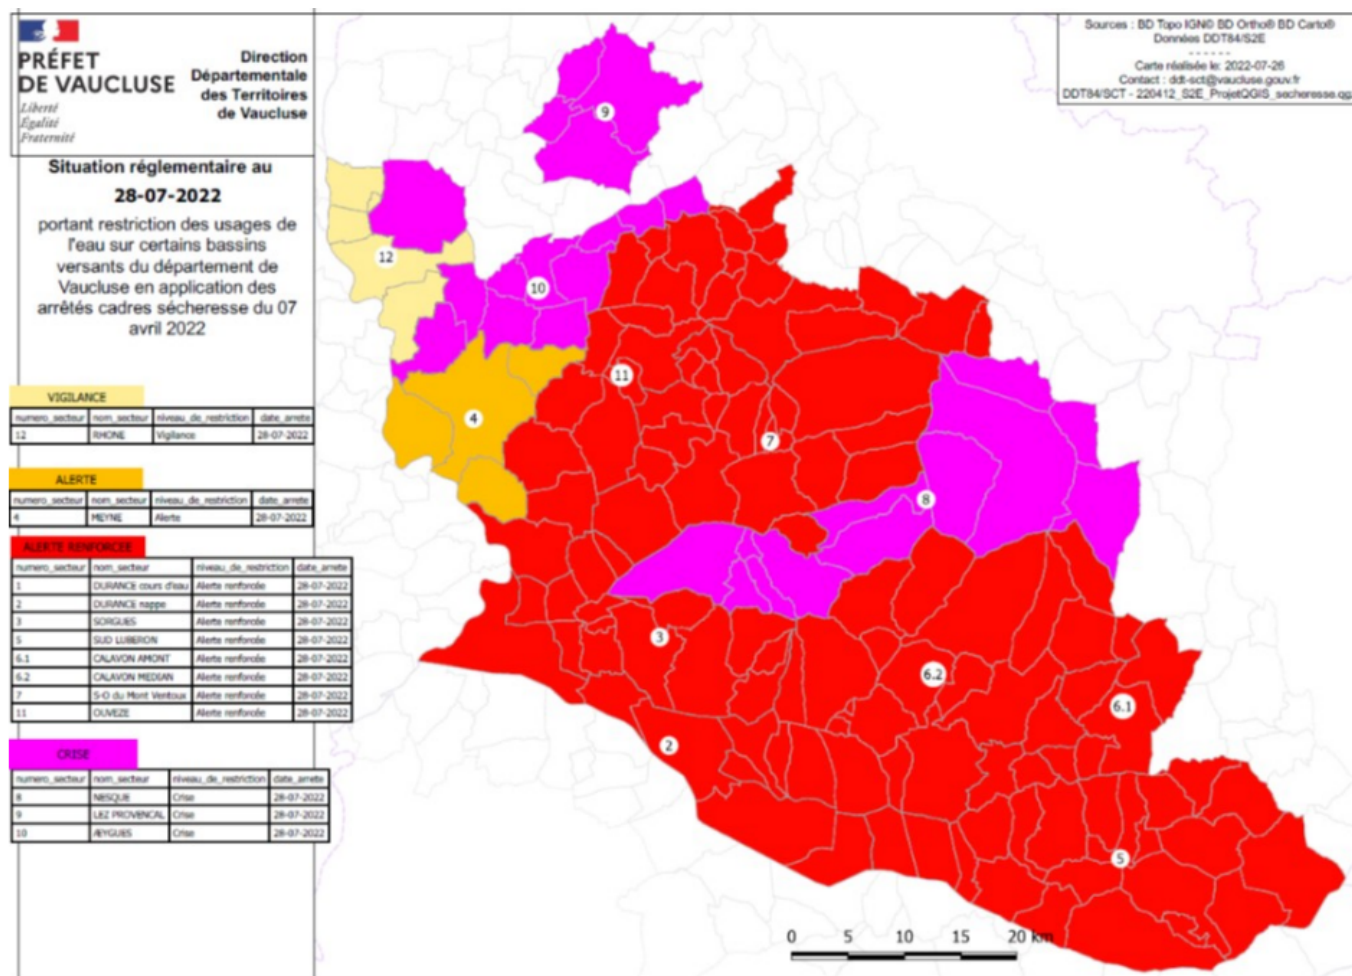 PRÉFET
DE VAUCLUSE
Liberté
Égalité
Fraternité
Direction
Départementale
des Territoires
de Vaucluse
Situation réglementaire au
28-07-2022
portant restriction des usages de
l'eau sur certains bassins
versants du département de
Vaucluse en application des
arrêtés cadres sécheresse du 07
avril 2022
VIGILANCE
numero_secteur nom_secteur niveau_de_restriction date_arrete
12 RHONE Vigilance 28-07-2022
ALERTE
numero_secteur nom_secteur niveau_de_restriction date_arrete
4 MEYNE Alerte 28-07-2022
ALERTE RENFORCEE
numero_secteur nom_secteur niveau_de_restriction date_arrete
1 DURANCE cours d'eau Alerte renforcée 28-07-2022
2 DURANCE nappe Alerte renforcée 28-07-2022
3 SORGUES Alerte renforcée 28-07-2022
5 SUD LUBERON Alerte renforcée 28-07-2022
6.1 CALAVON AMONT Alerte renforcée 28-07-2022
6.2 CALAVON MEDIAN Alerte renforcée 28-07-2022
7 S-O du Mont Ventoux Alerte renforcée 28-07-2022
11 OUVEZE Alerte renforcée 28-07-2022
CRISE
numero_secteur nom_secteur niveau_de_restriction date_arrete
8 NESQUE Crise 28-07-2022
9 LEZ PROVENCAL Crise 28-07-2022
10 ÆYGUES Crise 28-07-2022
Sources : BD Topo IGN® BD Ortho® BD Carto®
Données DDT84/S2E
- - - - - -
Carte réalisée le: 2022-07-26
Contact : ddt-sct@vaucluse.gouv.fr
DDT84/SCT - 220412_S2E_ProjetQGIS_secheresse.qgz
9
12
10
11
4
7
8
3
6.2
6.1
2
5
0 5 10 15 20 km